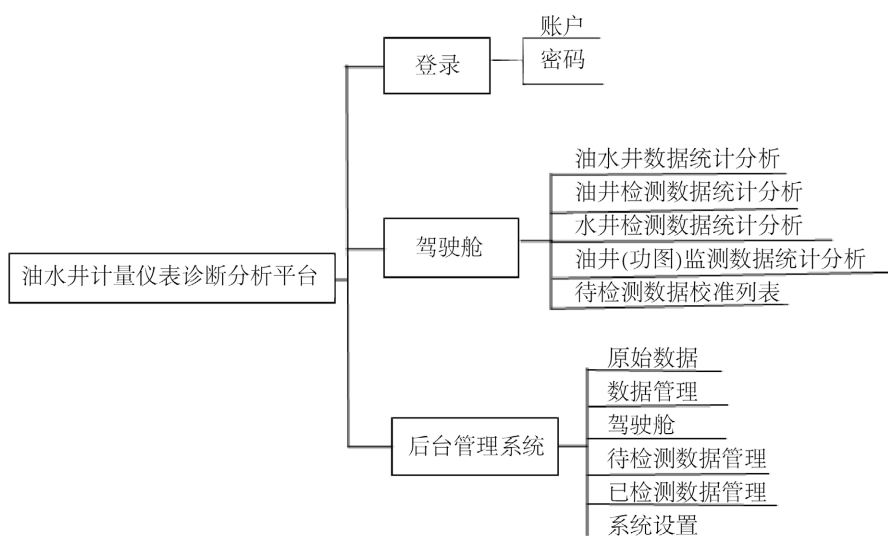 账户
登录
密码
油水井数据统计分析
油井检测数据统计分析
水井检测数据统计分析
驾驶舱
油井(功图)监测数据统计分析
油水井计量仪表诊断分析平台
待检测数据校准列表
原始数据
数据管理
驾驶舱
后台管理系统
待检测数据管理
已检测数据管理
系统设置